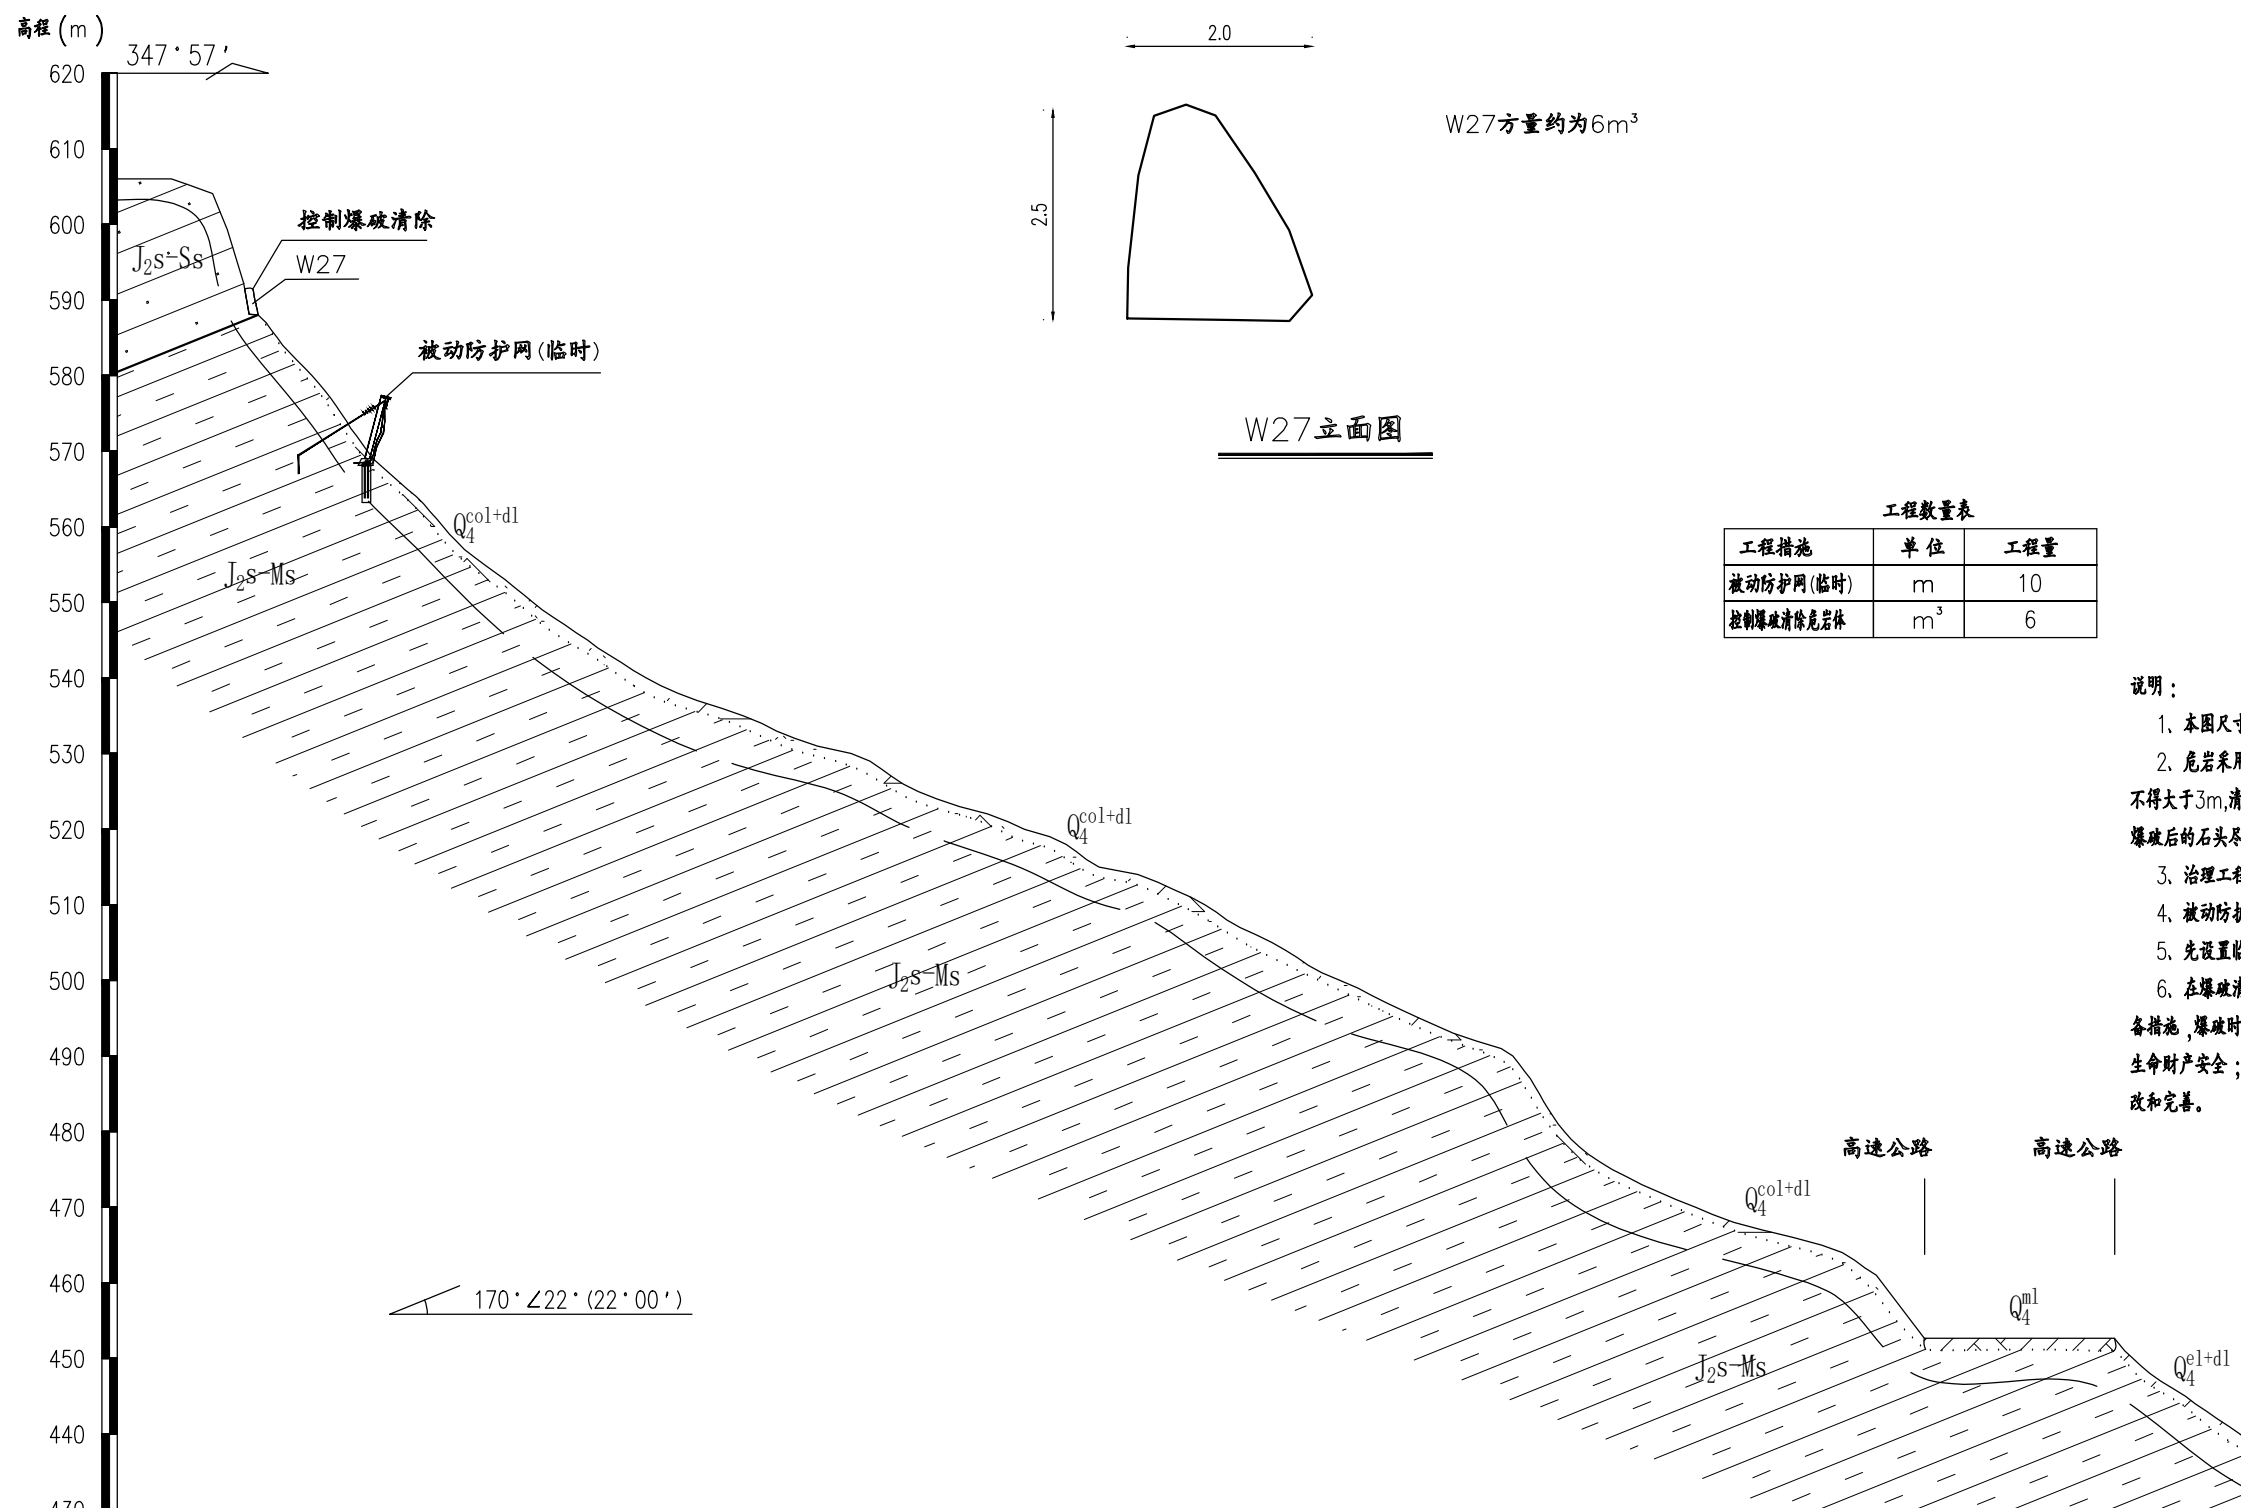 高程(m)
347°57′
620
610
600
590
580
570
560
550
540
530
520
510
500
490
480
470
460
450
440
控制爆破清除
W27
J₂s-Ss
被动防护网(临时)
Q₄ᶜᵒˡ⁺ᵈˡ
J₂s-Ms
2.0
2.5
W27方量约为6m³
W27立面图
工程数量表
工程措施 单位 工程量
被动防护网(临时) m 10
控制爆破清除危岩体 m³ 6
Q₄ᶜᵒˡ⁺ᵈˡ
J₂s-Ms
说明：
1、本图尺寸
2、危岩采用
不得大于3m,清
爆破后的石头尽
3、治理工程
4、被动防护
5、先设置临
6、在爆破清
备措施,爆破时
生命财产安全；
改和完善。
高速公路 高速公路
Q₄ᶜᵒˡ⁺ᵈˡ
170°∠22°(22°00′)
Q₄ᵐˡ
J₂s-Ms
Q₄ᵉˡ⁺ᵈˡ